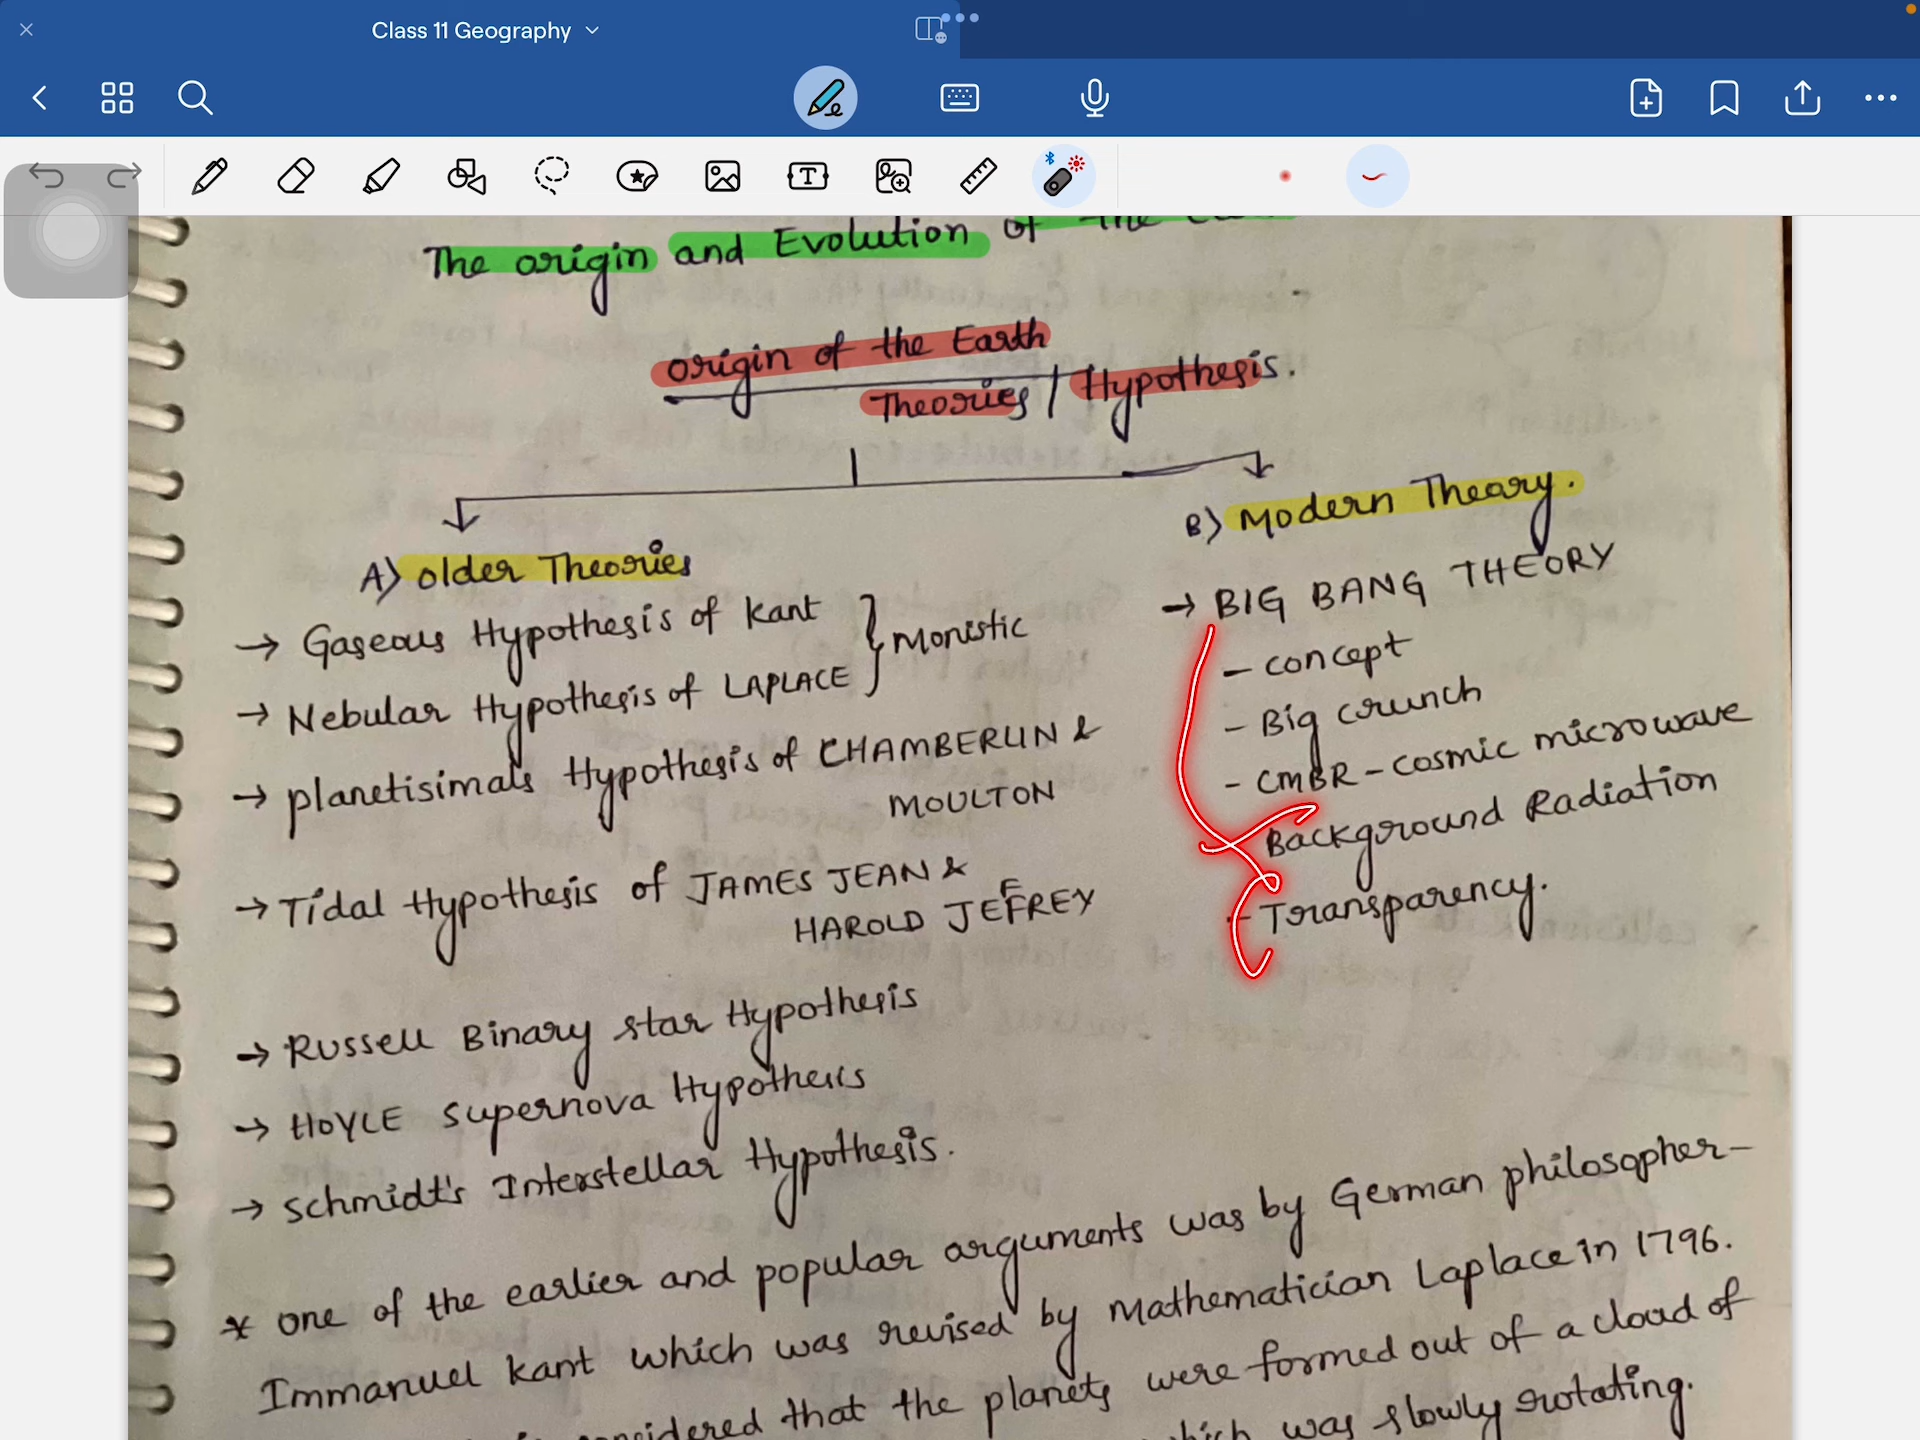 Class 11 Geography
The origin and Evolution of the
origin of the Earth
Theories / Hypothesis.
A) older Theories
→ Gaseous Hypothesis of Kant
→ Nebular Hypothesis of LAPLACE
} Monistic
→ planetisimals Hypothesis of CHAMBERLIN &
MOULTON
→ Tidal Hypothesis of JAMES JEAN &
HAROLD JEFFREY
→ Russell Binary star Hypothesis
→ HOYLE supernova Hypothesis
→ schmidt's Interstellar Hypothesis.
B) Modern Theory.
→ BIG BANG THEORY
- concept
- Big crunch
- CMBR - cosmic microwave
Background Radiation
- Transparency.
* one of the earlier and popular arguments was by German philosopher-
Immanuel kant which was revised by Mathematician Laplace in 1796.
that the planets were formed out of a cloud of
which was slowly rotating.